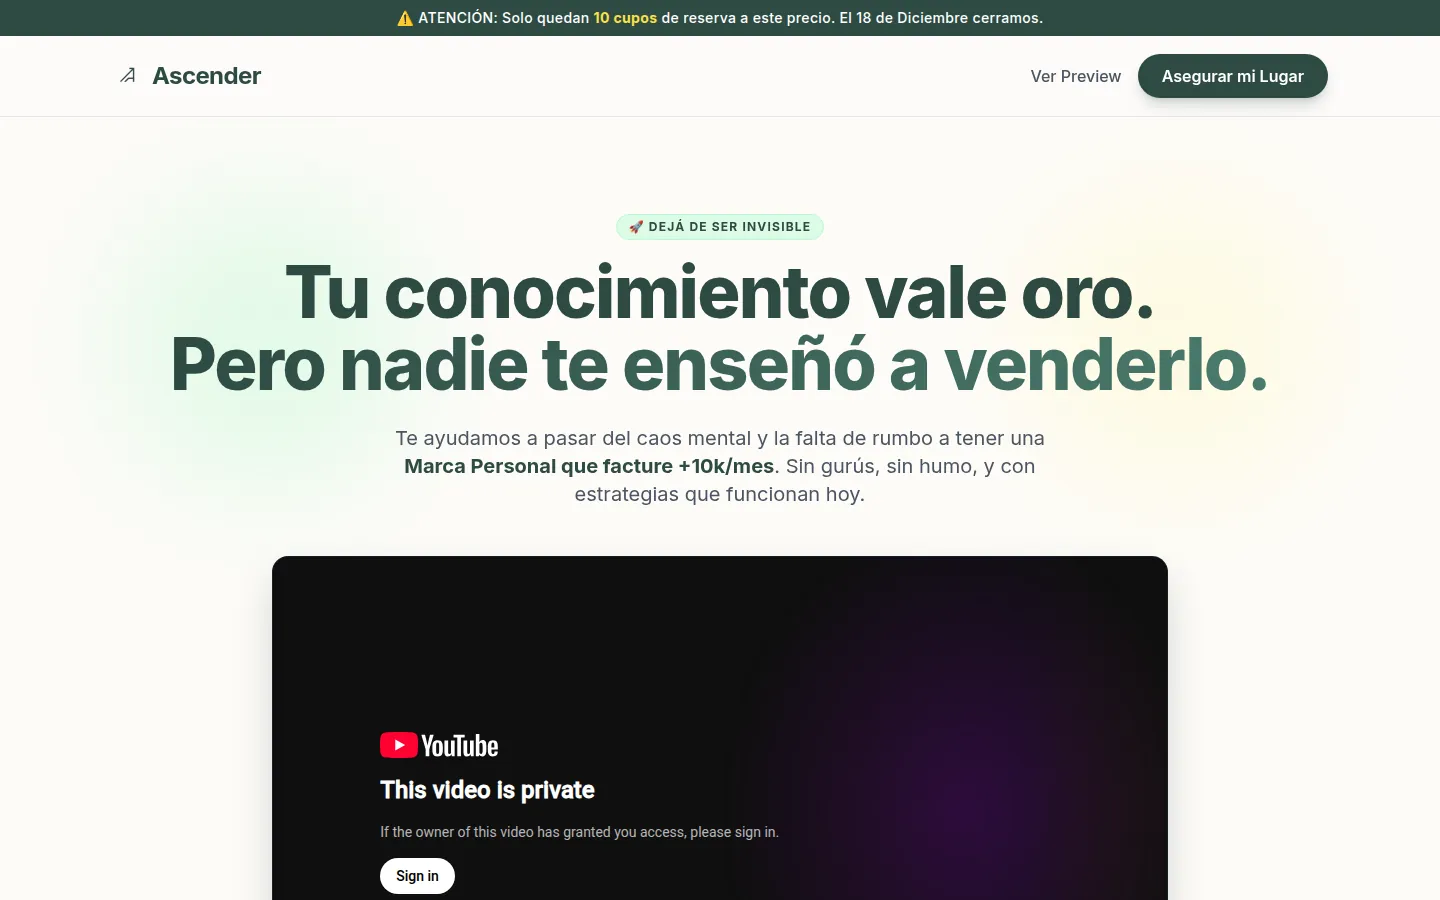 ⚠️ ATENCIÓN: Solo quedan 10 cupos de reserva a este precio. El 18 de Diciembre cerramos.
Ascender
Ver Preview
Asegurar mi Lugar
🚀 DEJÁ DE SER INVISIBLE
Tu conocimiento vale oro.
Pero nadie te enseñó a venderlo.
Te ayudamos a pasar del caos mental y la falta de rumbo a tener una
Marca Personal que facture +10k/mes. Sin gurús, sin humo, y con
estrategias que funcionan hoy.
YouTube
This video is private
If the owner of this video has granted you access, please sign in.
Sign in